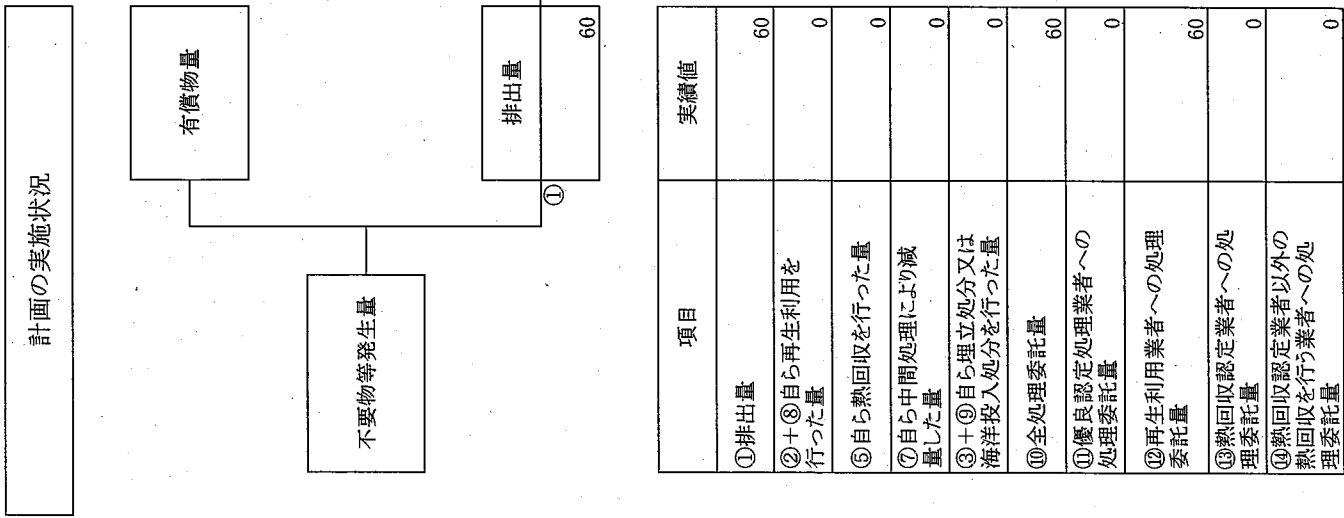 計画の実施状況
有償物量
不要物等発生量
①
排出量
60
項目
実績値
①排出量
60
②+⑧自ら再生利用を
行った量
0
⑤自ら熱回収を行った量
0
⑦自ら中間処理により減
量した量
0
③+⑨自ら埋立処分又は
海洋投入処分を行った量
0
⑩全処理委託量
60
⑪優良認定処理業者への
処理委託量
0
⑫再生利用業者への処理
委託量
60
⑬熱回収認定業者への処
理委託量
0
⑭熱回収認定業者以外の
熱回収を行う業者への処
理委託量
0